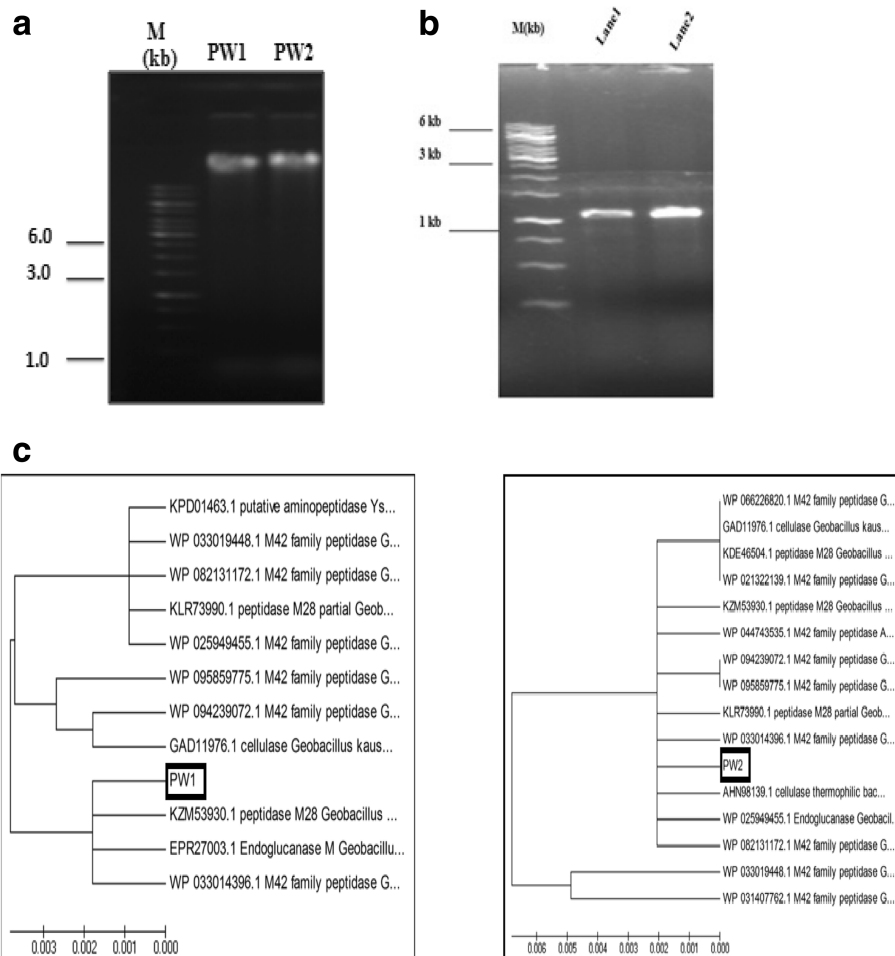 a
M
(kb)
PW1
PW2
6.0
3.0
1.0
b
M(kb)
Lane1
Lane2
6 kb
3 kb
1 kb
c
KPD01463.1 putative aminopeptidase Ys...
WP 033019448.1 M42 family peptidase G...
WP 082131172.1 M42 family peptidase G...
KLR73990.1 peptidase M28 partial Geob...
WP 025949455.1 M42 family peptidase G...
WP 095859775.1 M42 family peptidase G...
WP 094239072.1 M42 family peptidase G...
GAD11976.1 cellulase Geobacillus kaus...
PW1
KZM53930.1 peptidase M28 Geobacillus ...
EPR27003.1 Endoglucanase M Geobacillu...
WP 033014396.1 M42 family peptidase G...
0.003 0.002 0.001 0.000
WP 066226820.1 M42 family peptidase G...
GAD11976.1 cellulase Geobacillus kaus...
KDE46504.1 peptidase M28 Geobacillus ...
WP 021322139.1 M42 family peptidase G...
KZM53930.1 peptidase M28 Geobacillus ...
WP 044743535.1 M42 family peptidase A...
WP 094239072.1 M42 family peptidase G...
WP 095859775.1 M42 family peptidase G...
KLR73990.1 peptidase M28 partial Geob...
WP 033014396.1 M42 family peptidase G...
PW2
AHN98139.1 cellulase thermophilic bac...
WP 025949455.1 Endoglucanase Geobacil.
WP 082131172.1 M42 family peptidase G...
WP 033019448.1 M42 family peptidase G...
WP 031407762.1 M42 family peptidase G...
0.006 0.005 0.004 0.003 0.002 0.001 0.000